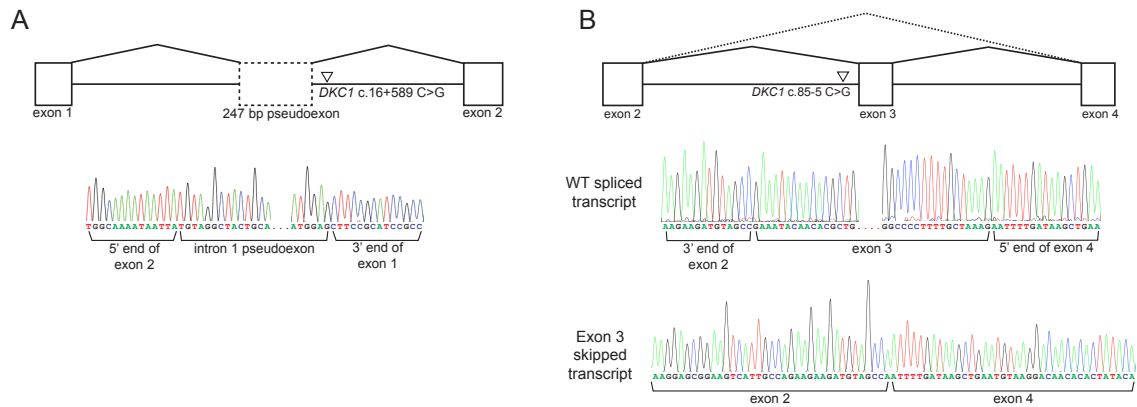 A
DKC1 c.16+589 C>G
exon 1
247 bp pseudoexon
exon 2
TGGCAAAATAATTATGTAGGCTACTGCA...ATGGAGCTTCCGCATCCGCC
5' end of
exon 2
intron 1 pseudoexon
3' end of
exon 1
B
DKC1 c.85-5 C>G
exon 2
exon 3
exon 4
WT spliced
transcript
AAGAAGATGTAGCCGAAATACAACACGCTG....GGCCCCTTTTGCTAAAGAATTTTGATAAGCTGAA
3' end of
exon 2
exon 3
5' end of exon 4
Exon 3
skipped
transcript
AAGGAGCGGAAGTCATTGCCAGAAGAAGATGTAGCCAATTTTGATAAGCTGAATGTAAGGACAACACACTATACA
exon 2
exon 4